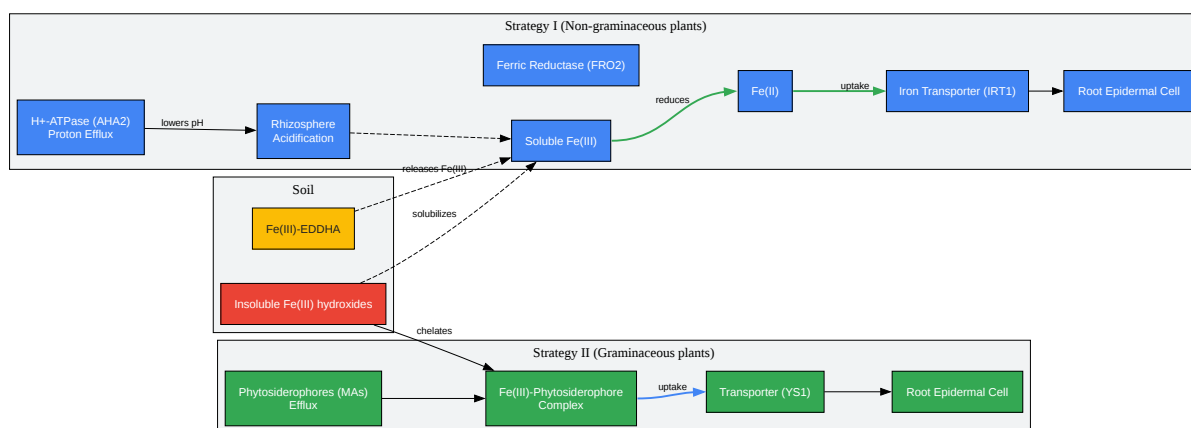 Strategy I (Non-graminaceous plants)
Ferric Reductase (FRO2)
H+-ATPase (AHA2)
Proton Efflux
lowers pH
Rhizosphere
Acidification
Soluble Fe(III)
reduces
Fe(II)
uptake
Iron Transporter (IRT1)
Root Epidermal Cell
releases Fe(III)
Soil
Fe(III)-EDDHA
solubilizes
Insoluble Fe(III) hydroxides
chelates
Strategy II (Graminaceous plants)
Phytosiderophores (MAs)
Efflux
Fe(III)-Phytosiderophore
Complex
uptake
Transporter (YS1)
Root Epidermal Cell